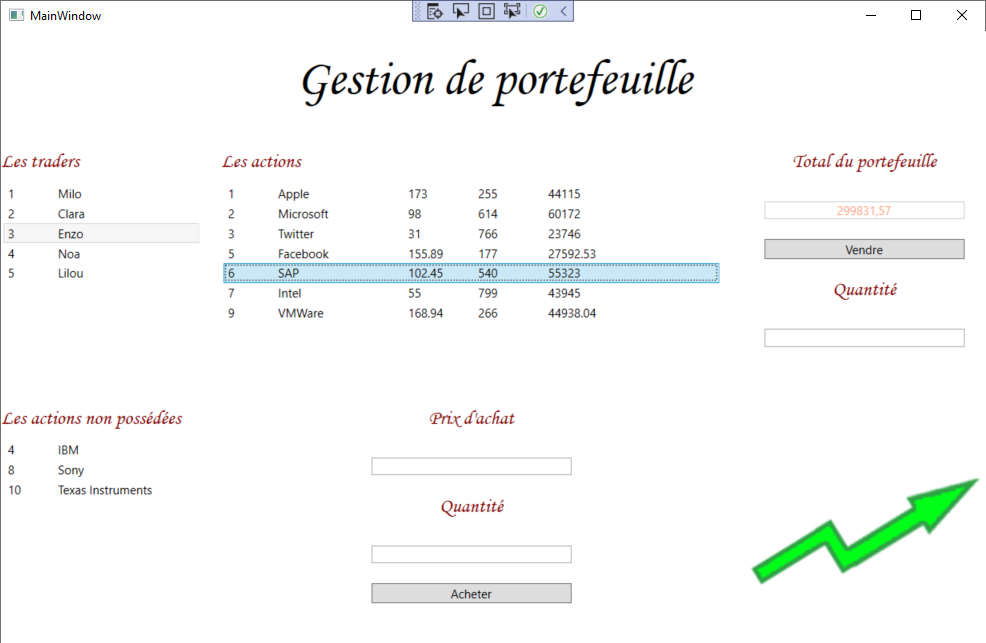 MainWindow
Gestion de portefeuille
Les traders
1 Milo
2 Clara
3 Enzo
4 Noa
5 Lilou
Les actions
1 Apple 173 255 44115
2 Microsoft 98 614 60172
3 Twitter 31 766 23746
5 Facebook 155.89 177 27592.53
6 SAP 102.45 540 55323
7 Intel 55 799 43945
9 VMWare 168.94 266 44938.04
Total du portefeuille
299831,57
Vendre
Quantité
Les actions non possédées
4 IBM
8 Sony
10 Texas Instruments
Prix d'achat
Quantité
Acheter